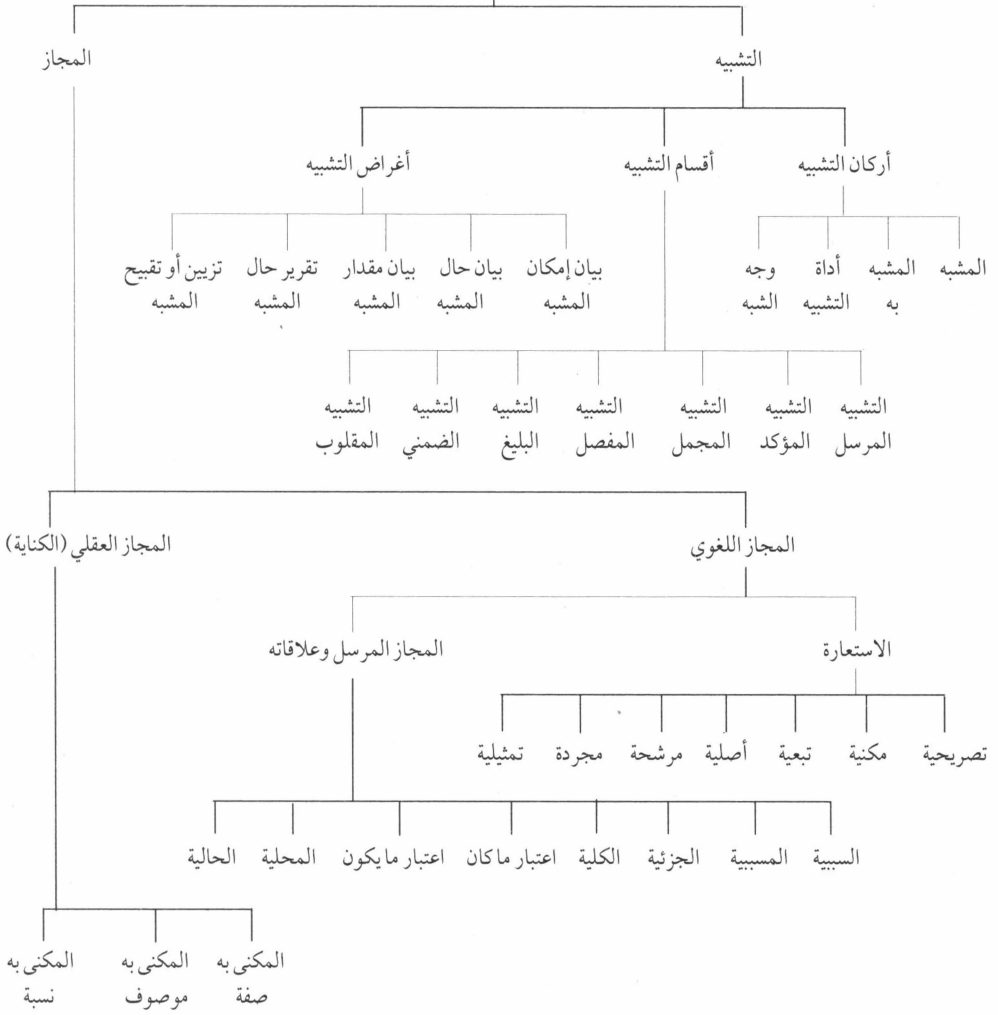 التشبيه
المجاز
أركان التشبيه
أقسام التشبيه
أغراض التشبيه
المشبه
المشبه
به
أداة
التشبيه
وجه
الشبه
بيان إمكان
المشبه
بيان حال
المشبه
بيان مقدار
المشبه
تقرير حال
المشبه
تزيين أو تقبيح
المشبه
التشبيه
المرسل
التشبيه
المؤكد
التشبيه
المجمل
التشبيه
المفصل
التشبيه
البليغ
التشبيه
الضمني
التشبيه
المقلوب
المجاز اللغوي
المجاز العقلي (الكناية)
الاستعارة
المجاز المرسل وعلاقاته
تصريحية
مكنية
تبعية
أصلية
مرشحة
مجردة
تمثيلية
السببية
المسببية
الجزئية
الكلية
اعتبار ما كان
اعتبار ما يكون
المحلية
الحالية
المكنى به
صفة
المكنى به
موصوف
المكنى به
نسبة